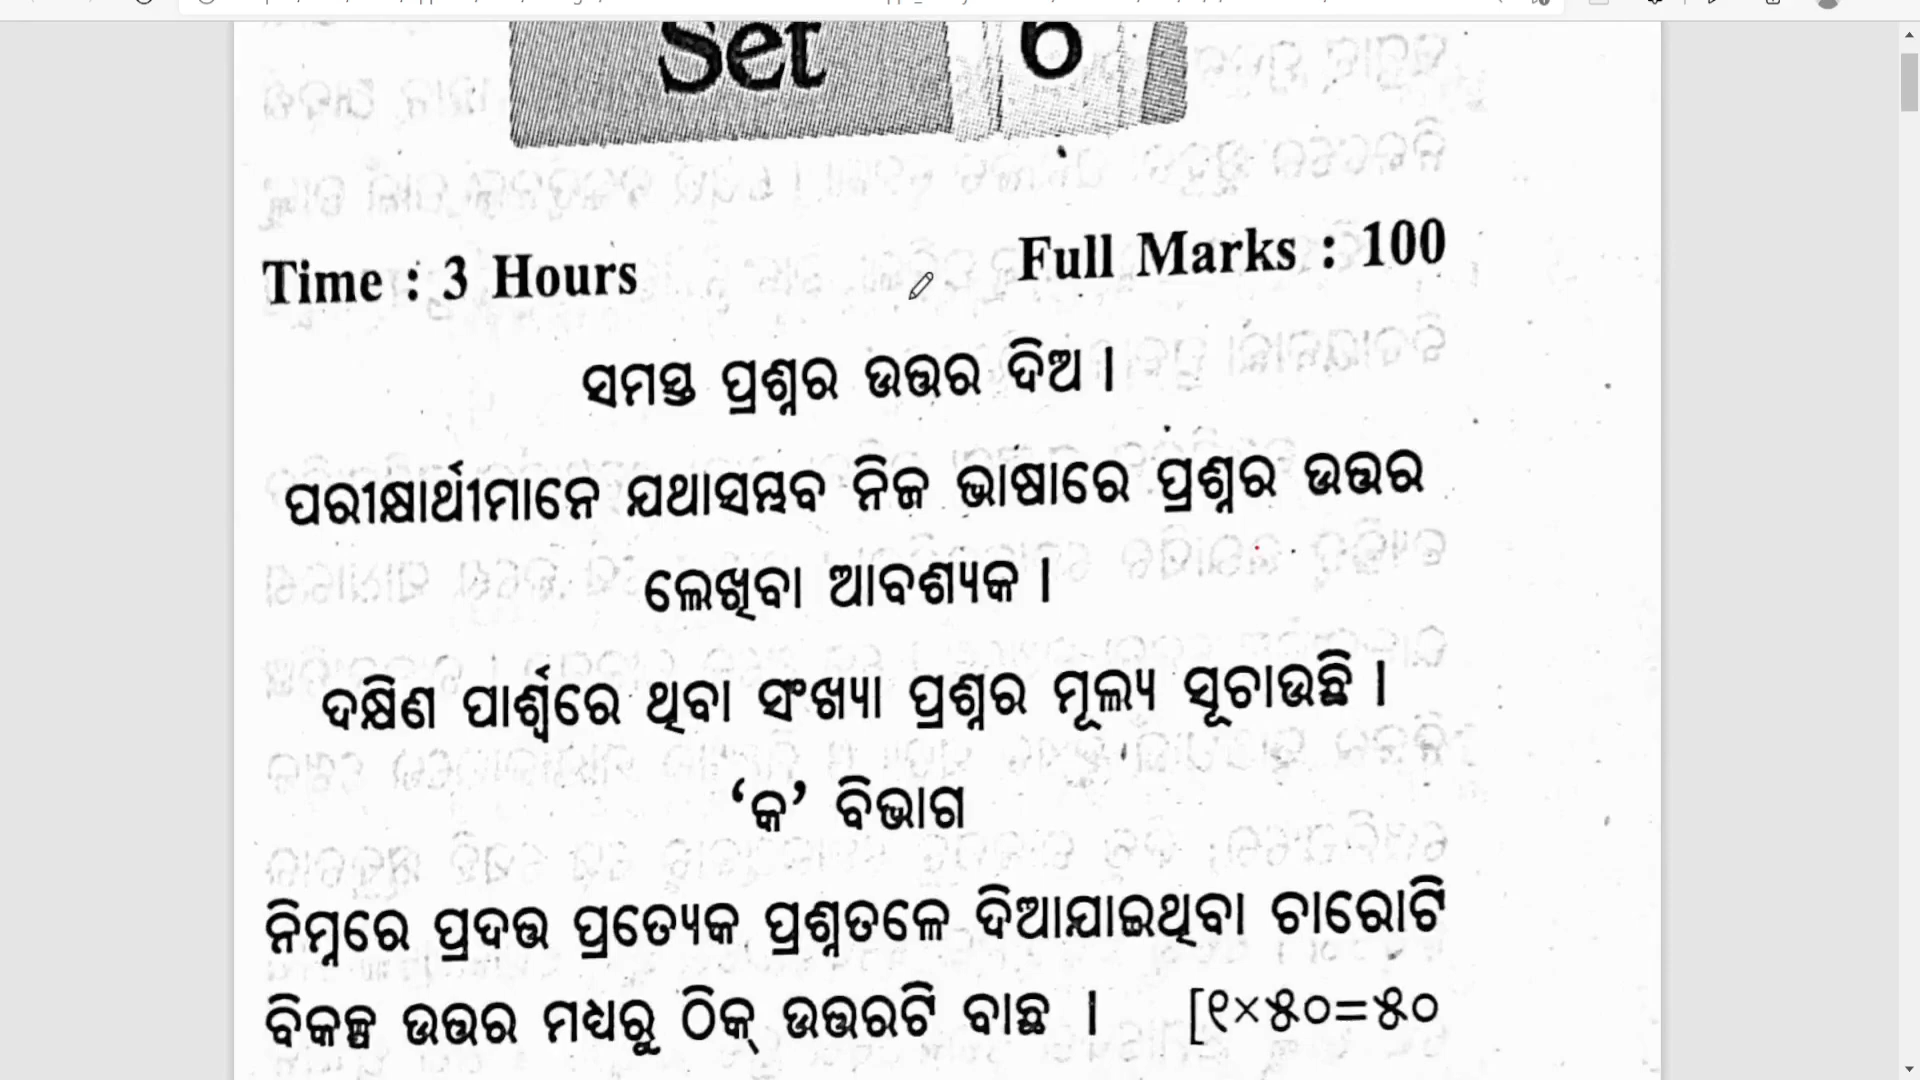 Set 6
Time : 3 Hours Full Marks : 100
ସମସ୍ତ ପ୍ରଶ୍ନର ଉତ୍ତର ଦିଅ ।
ପରୀକ୍ଷାର୍ଥୀମାନେ ଯଥାସମ୍ଭବ ନିଜ ଭାଷାରେ ପ୍ରଶ୍ନର ଉତ୍ତର
ଲେଖିବା ଆବଶ୍ୟକ ।
ଦକ୍ଷିଣ ପାର୍ଶ୍ୱରେ ଥିବା ସଂଖ୍ୟା ପ୍ରଶ୍ନର ମୂଲ୍ୟ ସୂଚାଉଛି ।
‘କ’ ବିଭାଗ
ନିମ୍ନରେ ପ୍ରଦତ୍ତ ପ୍ରତ୍ୟେକ ପ୍ରଶ୍ନତଳେ ଦିଆଯାଇଥିବା ଚାରୋଟି
ବିକଳ୍ପ ଉତ୍ତର ମଧ୍ୟରୁ ଠିକ୍ ଉତ୍ତରଟି ବାଛ । [୧×୫୦=୫୦